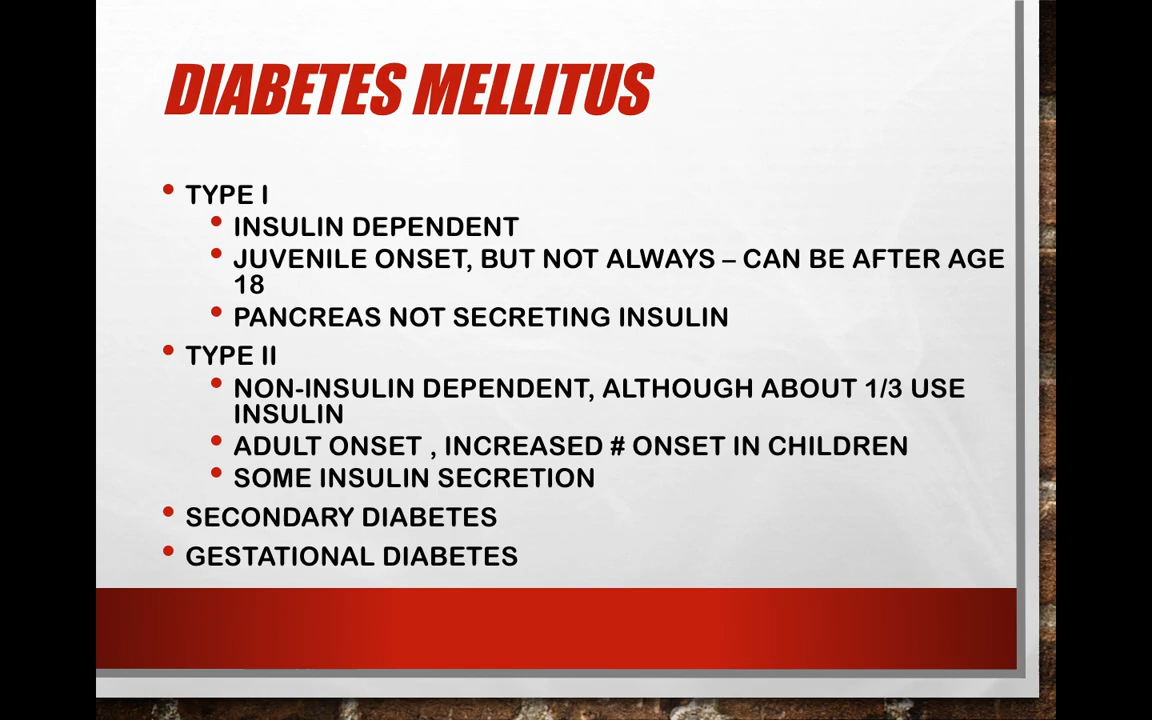 DIABETES MELLITUS
• TYPE I
• INSULIN DEPENDENT
• JUVENILE ONSET, BUT NOT ALWAYS – CAN BE AFTER AGE
18
• PANCREAS NOT SECRETING INSULIN
• TYPE II
• NON-INSULIN DEPENDENT, ALTHOUGH ABOUT 1/3 USE
INSULIN
• ADULT ONSET , INCREASED # ONSET IN CHILDREN
• SOME INSULIN SECRETION
• SECONDARY DIABETES
• GESTATIONAL DIABETES